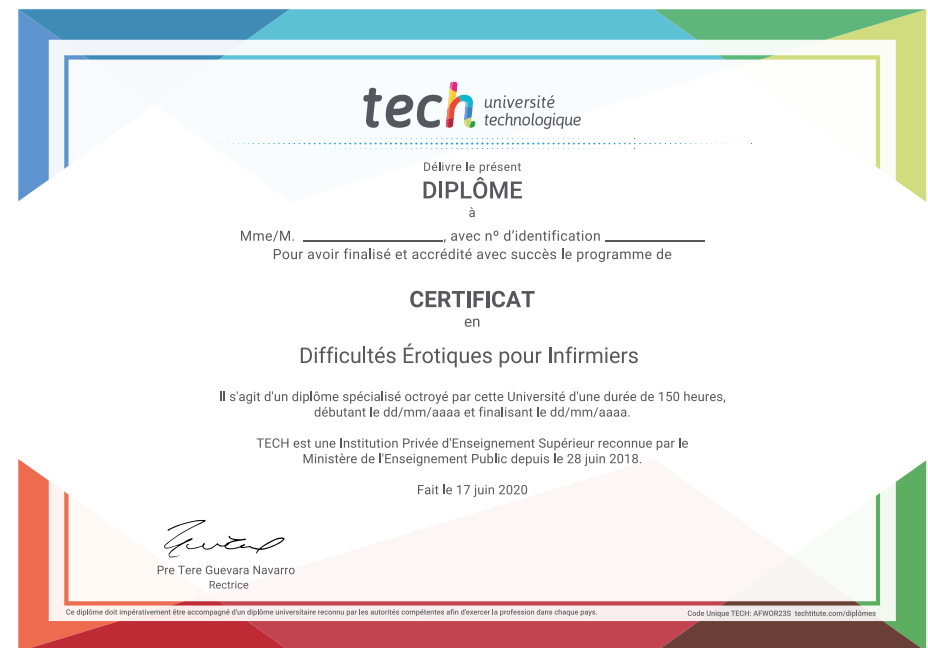 tech université
technologique
Délivre le présent
DIPLÔME
à
Mme/M. ____________________, avec nº d'identification ______________
Pour avoir finalisé et accrédité avec succès le programme de
CERTIFICAT
en
Difficultés Érotiques pour Infirmiers
Il s'agit d'un diplôme spécialisé octroyé par cette Université d'une durée de 150 heures,
débutant le dd/mm/aaaa et finalisant le dd/mm/aaaa.
TECH est une Institution Privée d'Enseignement Supérieur reconnue par le
Ministère de l'Enseignement Public depuis le 28 juin 2018.
Fait le 17 juin 2020
Pre Tere Guevara Navarro
Rectrice
Ce diplôme doit impérativement être accompagné d'un diplôme universitaire reconnu par les autorités compétentes afin d'exercer la profession dans chaque pays.
Code Unique TECH: AFWOR23S techtitute.com/diplômes